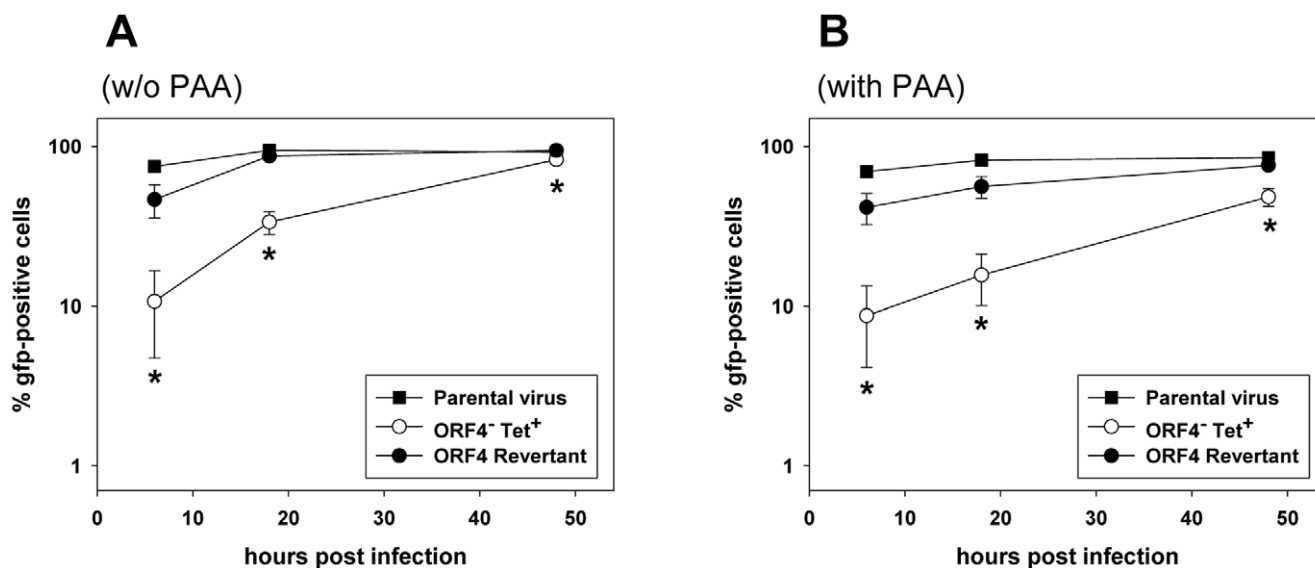 A
(w/o PAA)
% gfp-positive cells
100
10
1
*
*
*
Parental virus
ORF4⁻ Tet⁺
ORF4 Revertant
0
10
20
30
40
50
hours post infection
B
(with PAA)
% gfp-positive cells
100
10
1
*
*
*
Parental virus
ORF4⁻ Tet⁺
ORF4 Revertant
0
10
20
30
40
50
hours post infection